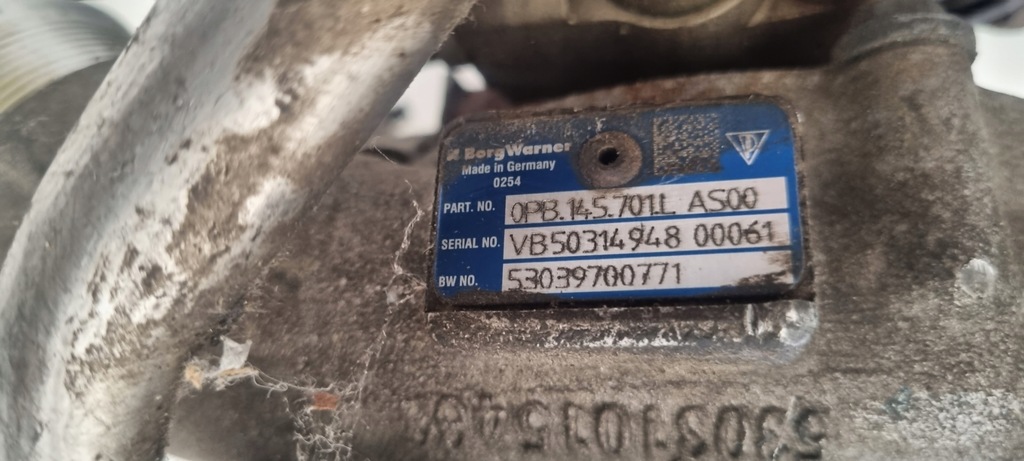 BorgWarner
Made in Germany
0254
PART. NO. 0PB.145.701L AS00
SERIAL NO. VB50314948 00061
BW NO. 53039700771